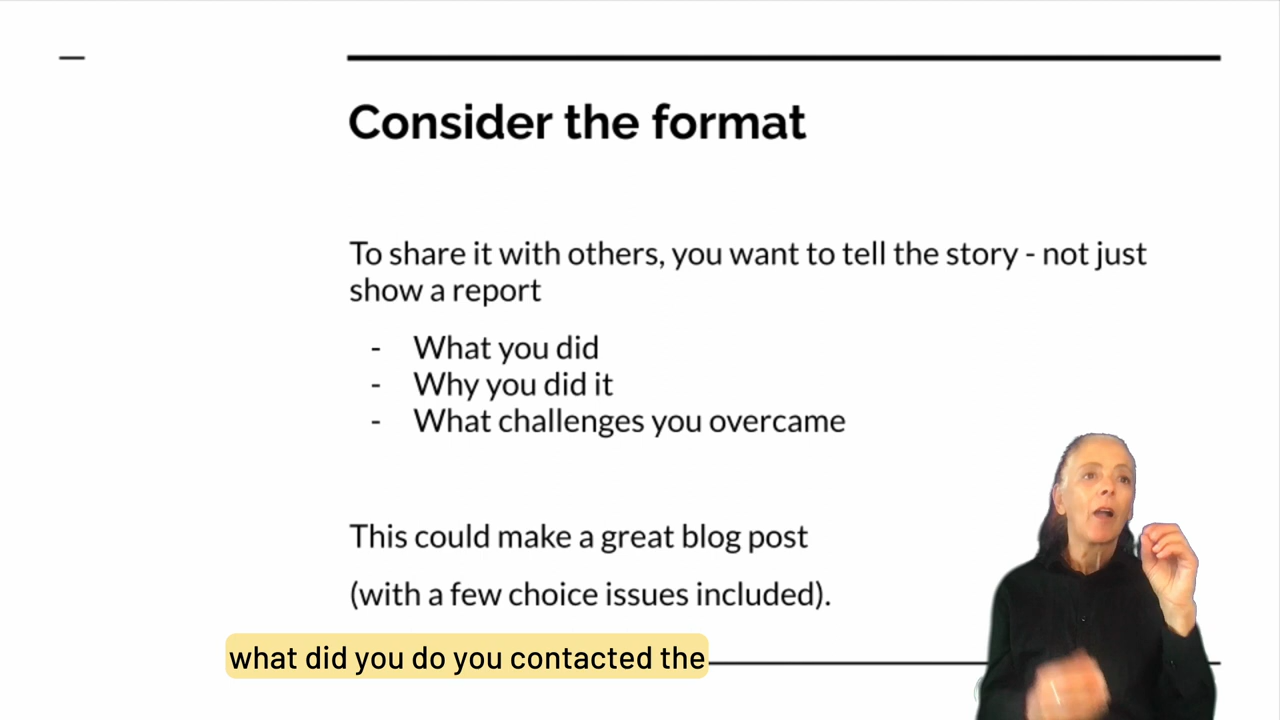 Consider the format
To share it with others, you want to tell the story - not just
show a report
- What you did
- Why you did it
- What challenges you overcame
This could make a great blog post
(with a few choice issues included).
what did you do you contacted the